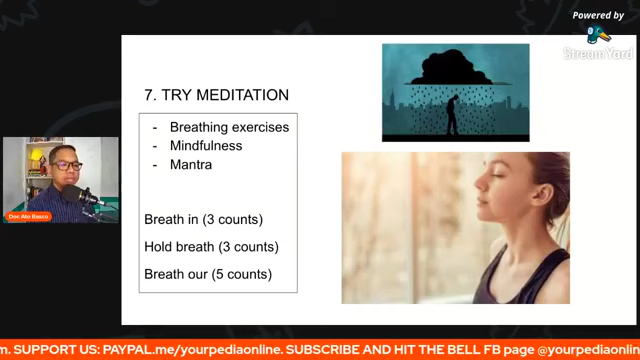 Powered by
StreamYard
7. TRY MEDITATION
- Breathing exercises
- Mindfulness
- Mantra
Breath in (3 counts)
Hold breath (3 counts)
Breath our (5 counts)
Doc Ato Basco
m. SUPPORT US: PAYPAL.me/yourpediaonline. SUBSCRIBE AND HIT THE BELL FB page @yourpediaonlin